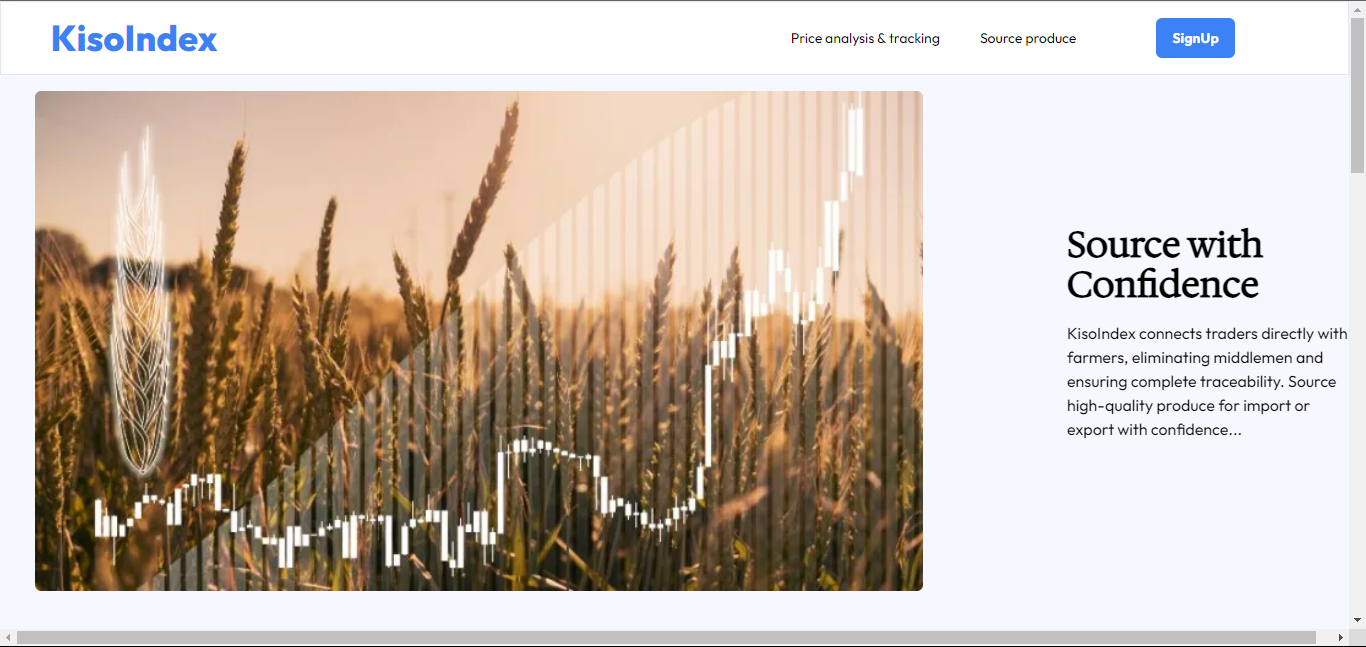 KisoIndex
Price analysis & tracking
Source produce
SignUp
Source with
Confidence
KisoIndex connects traders directly with
farmers, eliminating middlemen and
ensuring complete traceability. Source
high-quality produce for import or
export with confidence...